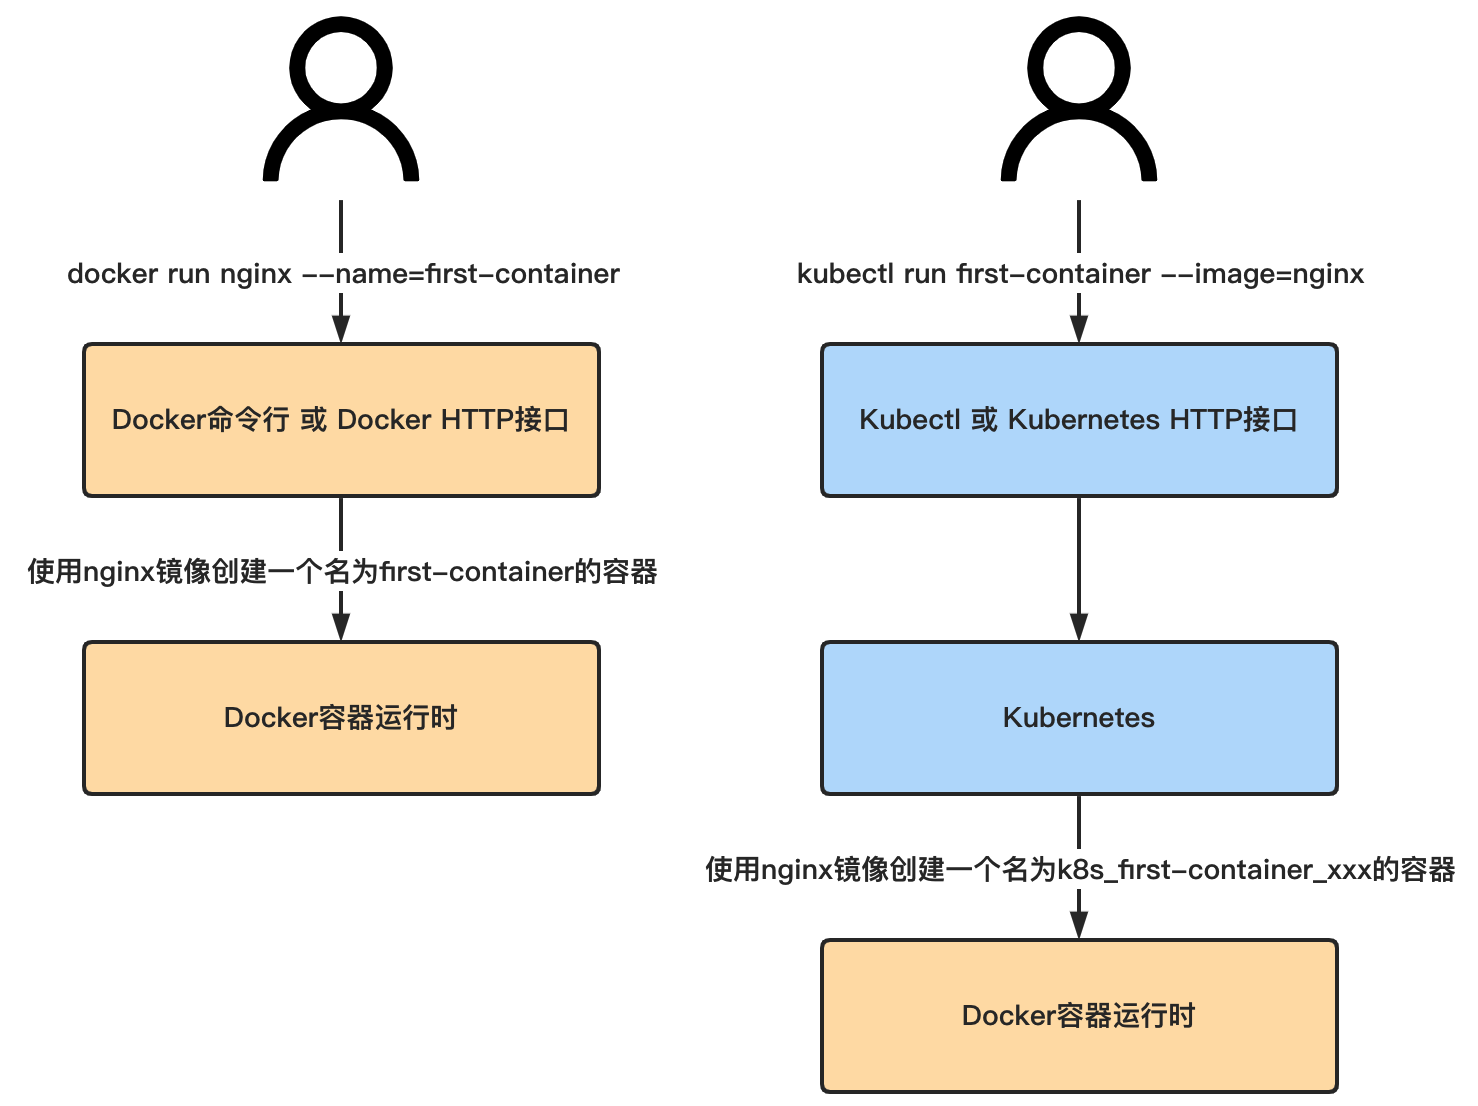 docker run nginx --name=first-container
Docker命令行 或 Docker HTTP接口
使用nginx镜像创建一个名为first-container的容器
Docker容器运行时
kubectl run first-container --image=nginx
Kubectl 或 Kubernetes HTTP接口
Kubernetes
使用nginx镜像创建一个名为k8s_first-container_xxx的容器
Docker容器运行时